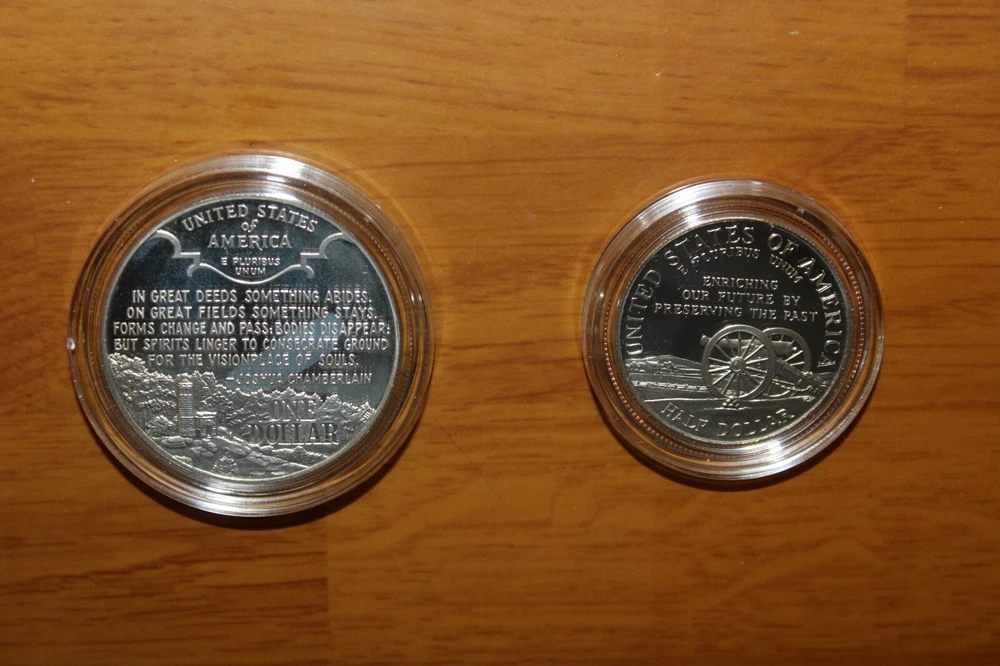 UNITED STATES
of
AMERICA
E PLURIBUS
UNUM
IN GREAT DEEDS SOMETHING ABIDES.
ON GREAT FIELDS SOMETHING STAYS.
FORMS CHANGE AND PASS; BODIES DISAPPEAR;
BUT SPIRITS LINGER TO CONSECRATE GROUND
FOR THE VISIONPLACE OF SOULS.
—JOSHUA CHAMBERLAIN
ONE
DOLLAR
UNITED STATES OF AMERICA
E PLURIBUS UNUM
ENRICHING
OUR FUTURE BY
PRESERVING THE PAST
HALF DOLLAR